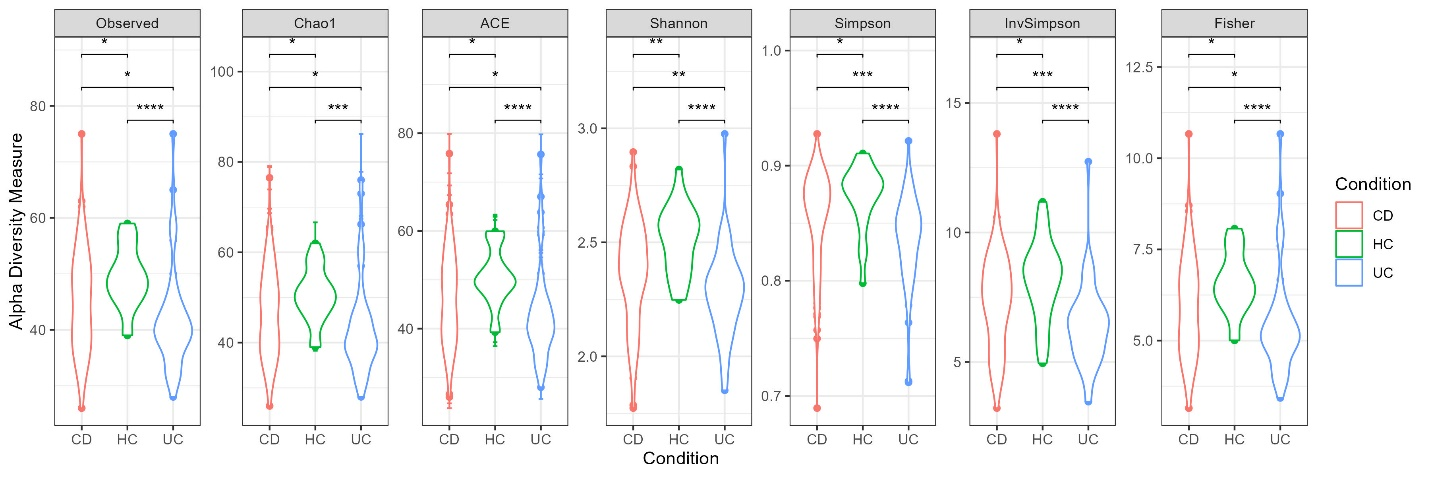 Observed Chao1 ACE Shannon Simpson InvSimpson Fisher
* * * ** * * *
* * * ** *** *** *
**** *** **** **** **** **** ****
Alpha Diversity Measure
80
60
40
100
80
60
40
80
60
40
3.0
2.5
2.0
1.0
0.9
0.8
0.7
15
10
5
12.5
10.0
7.5
5.0
CD HC UC CD HC UC CD HC UC CD HC UC CD HC UC CD HC UC CD HC UC
Condition
Condition
CD
HC
UC